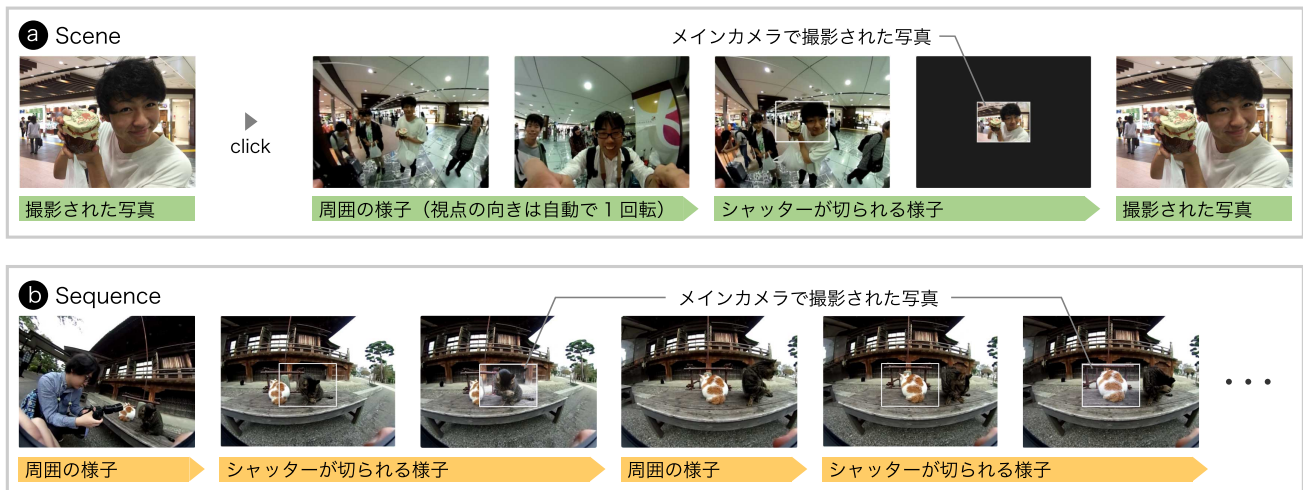 a Scene
メインカメラで撮影された写真
click
撮影された写真
周囲の様子（視点の向きは自動で1回転）
シャッターが切られる様子
撮影された写真
b Sequence
メインカメラで撮影された写真
・・・
周囲の様子
シャッターが切られる様子
周囲の様子
シャッターが切られる様子